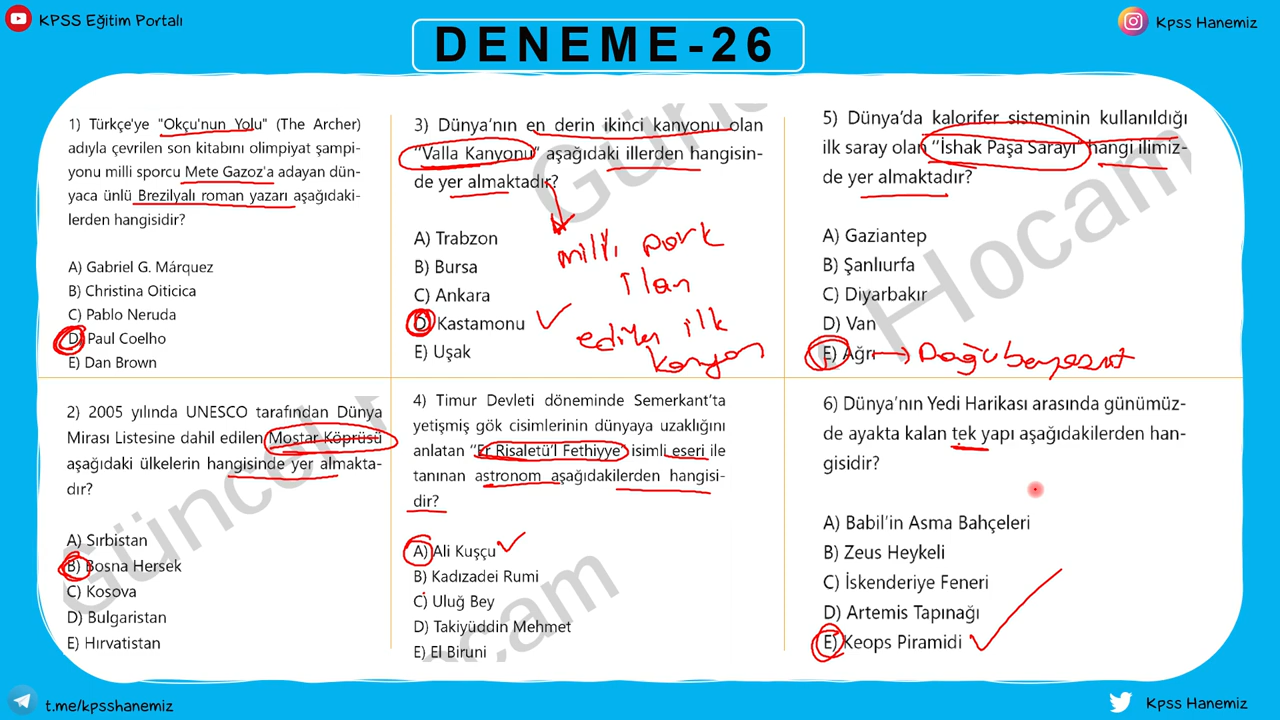 KPSS Eğitim Portalı
Kpss Hanemiz
DENEME-26
1) Türkçe'ye "Okçu'nun Yolu" (The Archer)
adıyla çevrilen son kitabını olimpiyat şampi-
yonu milli sporcu Mete Gazoz'a adayan dün-
yaca ünlü Brezilyalı roman yazarı aşağıdaki-
lerden hangisidir?
A) Gabriel G. Márquez
B) Christina Oiticica
C) Pablo Neruda
D) Paul Coelho
E) Dan Brown
2) 2005 yılında UNESCO tarafından Dünya
Mirası Listesine dahil edilen Mostar Köprüsü
aşağıdaki ülkelerin hangisinde yer almakta-
dır?
A) Sırbistan
B) Bosna Hersek
C) Kosova
D) Bulgaristan
E) Hırvatistan
3) Dünya'nın en derin ikinci kanyonu olan
"Valla Kanyonu" aşağıdaki illerden hangisin-
de yer almaktadır?
milli park
ilan
edilen ilk
kanyon
A) Trabzon
B) Bursa
C) Ankara
D) Kastamonu
E) Uşak
4) Timur Devleti döneminde Semerkant'ta
yetişmiş gök cisimlerinin dünyaya uzaklığını
anlatan "Er Risaletü'l Fethiyye" isimli eseri ile
tanınan astronom aşağıdakilerden hangisi-
dir?
A) Ali Kuşçu
B) Kadızadei Rumi
C) Uluğ Bey
D) Takiyüddin Mehmet
E) El Biruni
5) Dünya'da kalorifer sisteminin kullanıldığı
ilk saray olan "İshak Paşa Sarayı" hangi ilimiz-
de yer almaktadır?
A) Gaziantep
B) Şanlıurfa
C) Diyarbakır
D) Van
E) Ağrı → Doğubeyazıt
6) Dünya'nın Yedi Harikası arasında günümüz-
de ayakta kalan tek yapı aşağıdakilerden han-
gisidir?
A) Babil'in Asma Bahçeleri
B) Zeus Heykeli
C) İskenderiye Feneri
D) Artemis Tapınağı
E) Keops Piramidi
Güncel
Hocam
t.me/kpsshanemiz
Kpss Hanemiz